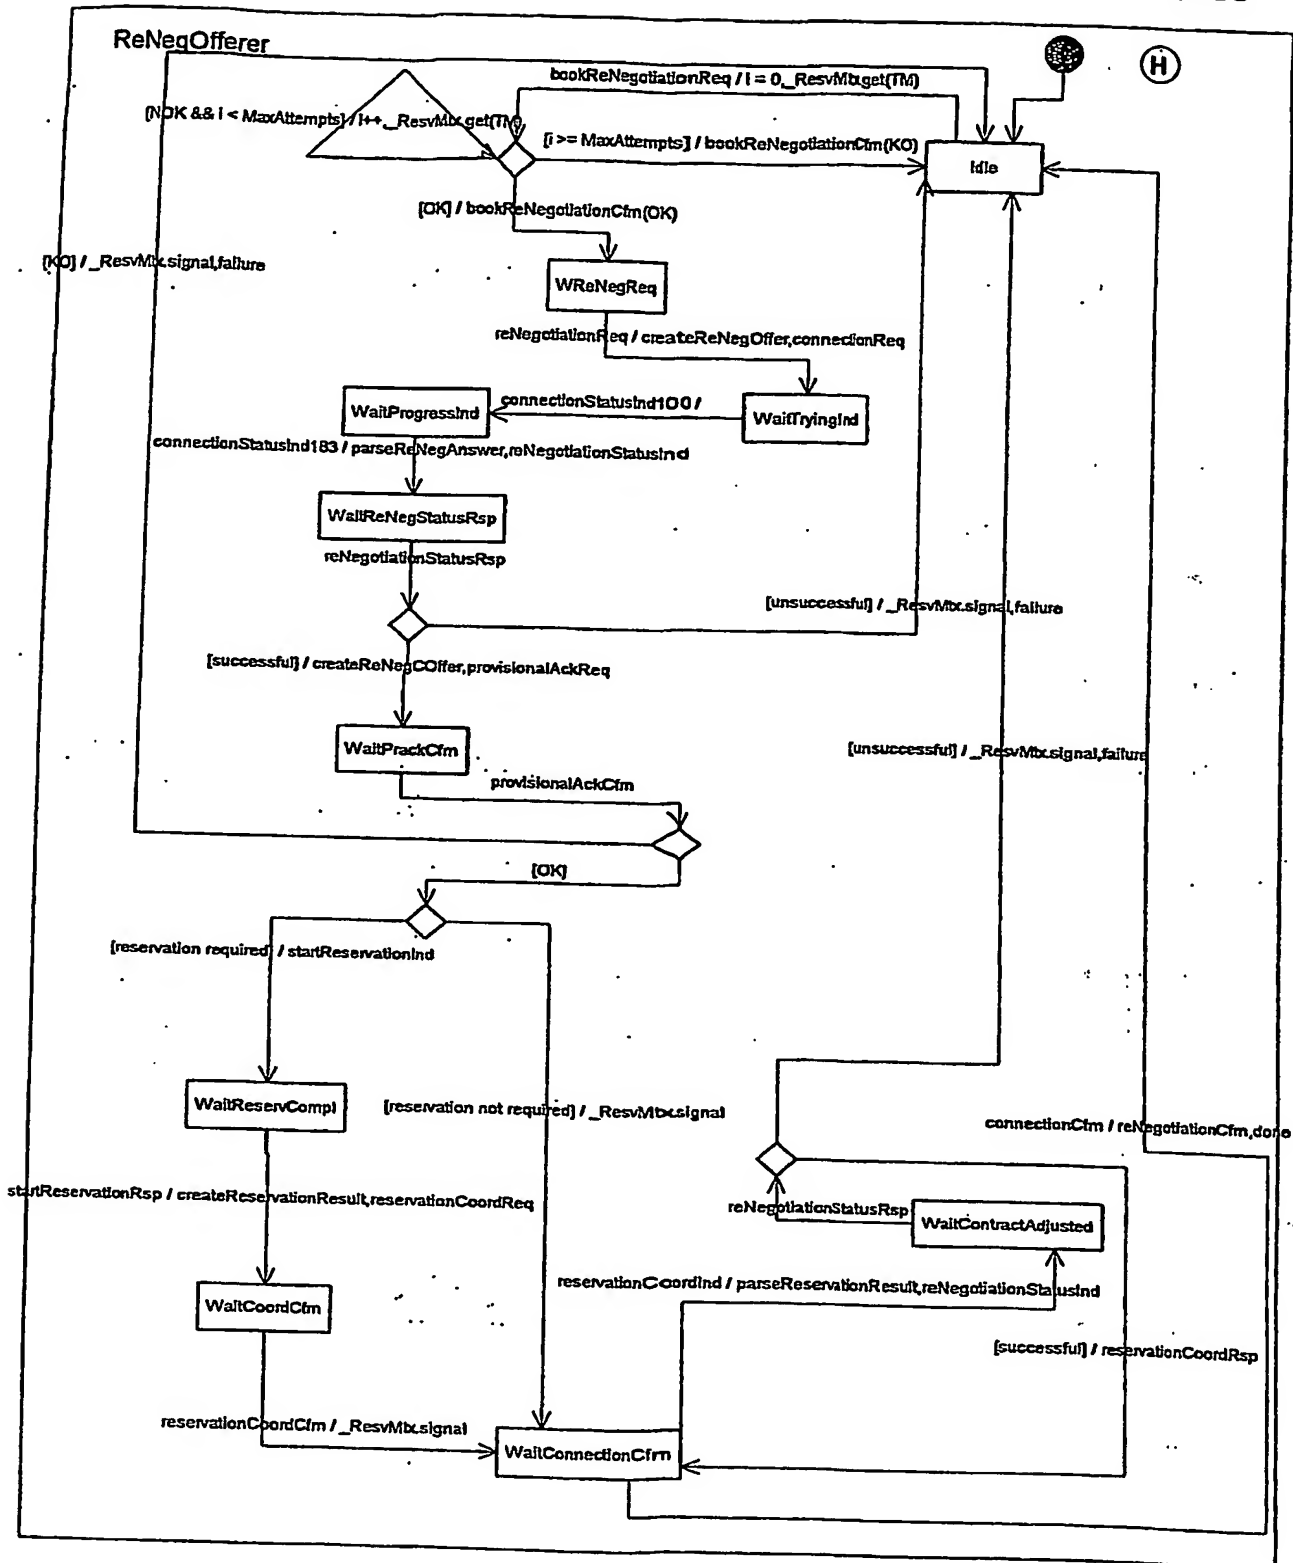 ReNegOfferer
H
bookReNegotiationReq / i = 0,_ResvMtx.get(TM)
[NOK && i < MaxAttempts] / i++,_ResvMtx.get(TM)
[i >= MaxAttempts] / bookReNegotiationCfm(KO)
Idle
[OK] / bookReNegotiationCfm(OK)
[KO] / _ResvMtx.signal,failure
WReNegReq
reNegotiationReq / createReNegOffer,connectionReq
WaitProgressInd
connectionStatusInd100 /
WaitTryingInd
connectionStatusInd183 / parseReNegAnswer,reNegotiationStatusInd
WaitReNegStatusRsp
reNegotiationStatusRsp
[unsuccessful] / _ResvMtx.signal,failure
[successful] / createReNegCOffer,provisionalAckReq
WaitPrackCfm
[unsuccessful] / _ResvMtx.signal,failure
provisionalAckCfm
[OK]
[reservation required] / startReservationInd
WaitReservCompl
[reservation not required] / _ResvMtx.signal
connectionCfm / reNegotiationCfm,done
startReservationRsp / createReservationResult,reservationCoordReq
reNegotiationStatusRsp
WaitContractAdjusted
reservationCoordInd / parseReservationResult,reNegotiationStatusInd
WaitCoordCfm
[successful] / reservationCoordRsp
reservationCoordCfm / _ResvMtx.signal
WaitConnectionCfm